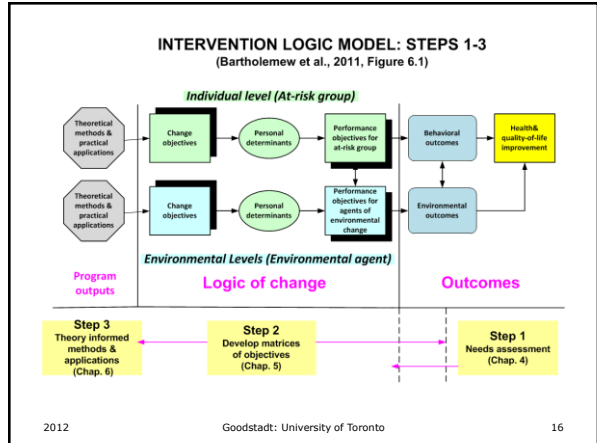 INTERVENTION LOGIC MODEL: STEPS 1-3
(Bartholemew et al., 2011, Figure 6.1)
Individual level (At-risk group)
Theoretical
methods &
practical
applications
Change
objectives
Personal
determinants
Performance
objectives for
at-risk group
Behavioral
outcomes
Health&
quality-of-life
improvement
Theoretical
methods &
practical
applications
Change
objectives
Personal
determinants
Performance
objectives for
agents of
environmental
change
Environmental
outcomes
Environmental Levels (Environmental agent)
Program
outputs
Logic of change
Outcomes
Step 3
Theory informed
methods &
applications
(Chap. 6)
Step 2
Develop matrices
of objectives
(Chap. 5)
Step 1
Needs assessment
(Chap. 4)
2012
Goodstadt: University of Toronto
16